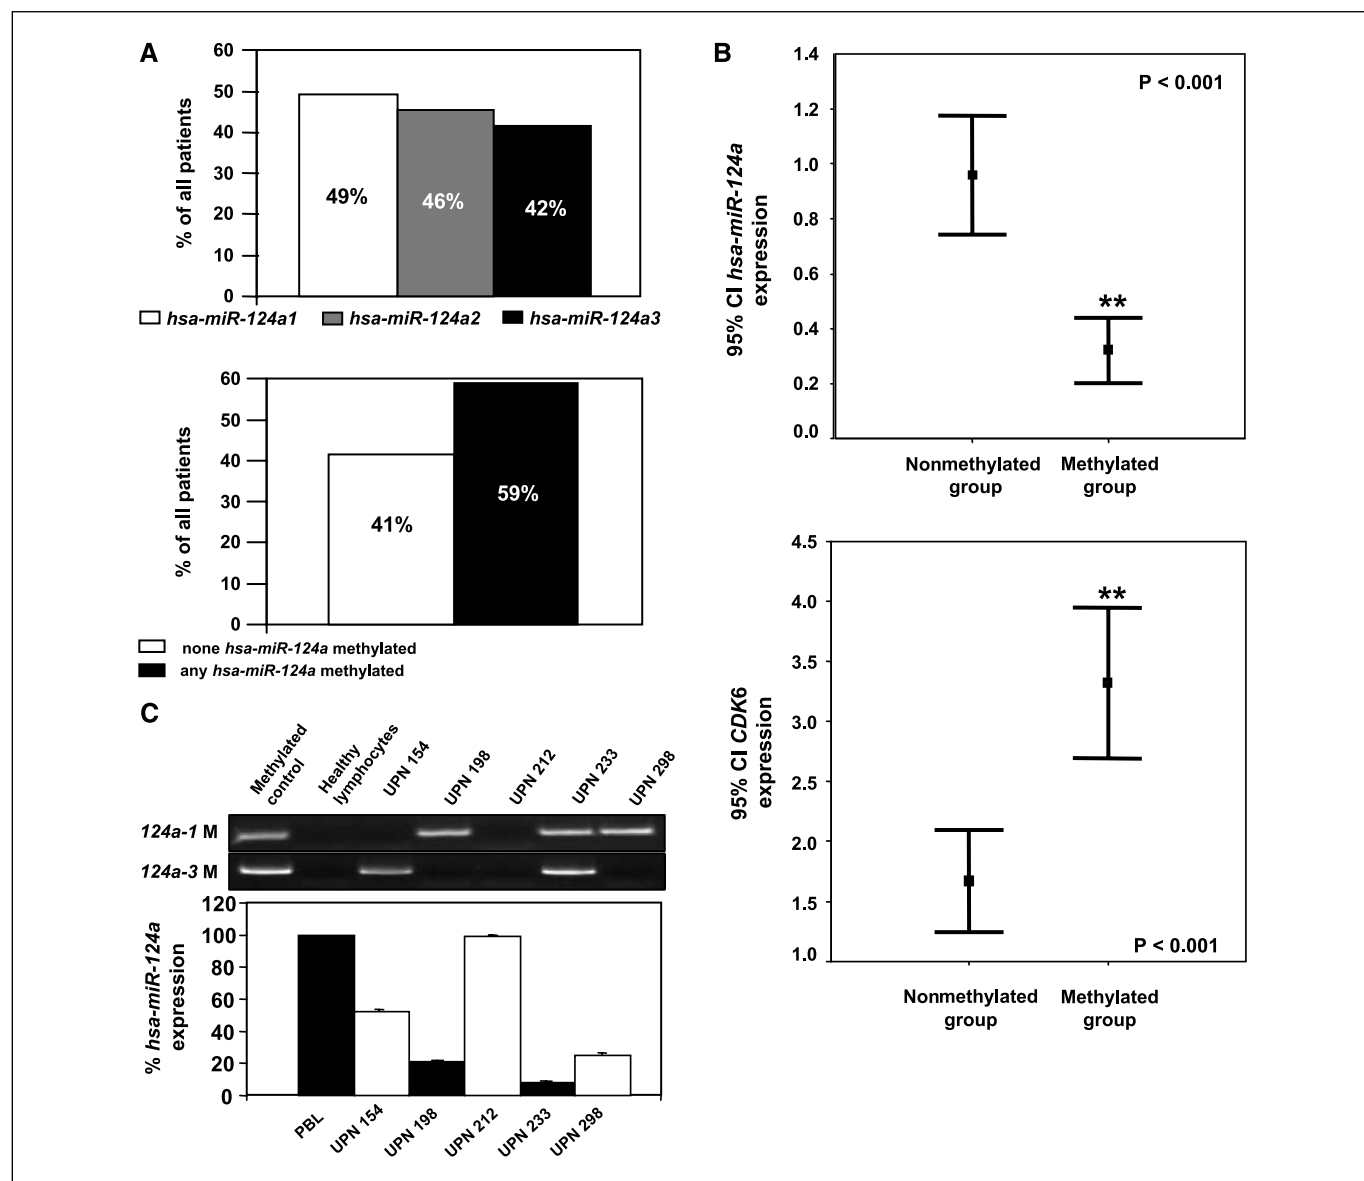 A
60
50
40
30
20
10
0
% of all patients
49%
46%
42%
hsa-miR-124a1
hsa-miR-124a2
hsa-miR-124a3
60
50
40
30
20
10
0
% of all patients
41%
59%
none hsa-miR-124a methylated
any hsa-miR-124a methylated
B
1.4
1.2
1.0
0.8
0.6
0.4
0.2
0.0
95% CI hsa-miR-124a
expression
P < 0.001
**
Nonmethylated
group
Methylated
group
4.5
4.0
3.5
3.0
2.5
2.0
1.5
1.0
95% CI CDK6
expression
**
P < 0.001
Nonmethylated
group
Methylated
group
C
Methylated
control
Healthy
lymphocytes
UPN 154
UPN 198
UPN 212
UPN 233
UPN 298
124a-1 M
124a-3 M
120
100
80
60
40
20
0
% hsa-miR-124a
expression
PBL
UPN 154
UPN 198
UPN 212
UPN 233
UPN 298